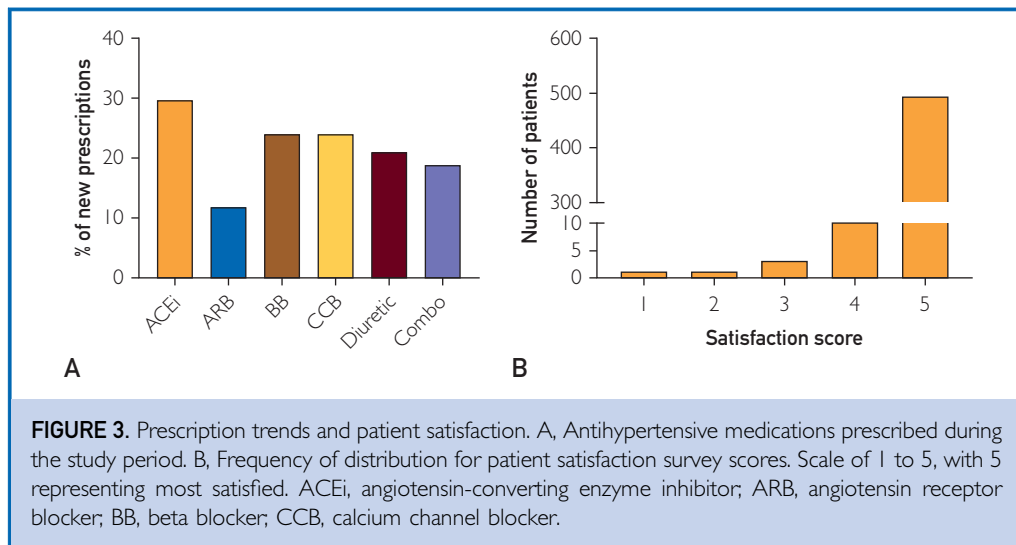 % of new prescriptions
40
30
20
10
0
ACEi
ARB
BB
CCB
Diuretic
Combo
A
Number of patients
600
500
400
300
10
5
0
1 2 3 4 5
Satisfaction score
B
FIGURE 3. Prescription trends and patient satisfaction. A, Antihypertensive medications prescribed during
the study period. B, Frequency of distribution for patient satisfaction survey scores. Scale of 1 to 5, with 5
representing most satisfied. ACEi, angiotensin-converting enzyme inhibitor; ARB, angiotensin receptor
blocker; BB, beta blocker; CCB, calcium channel blocker.